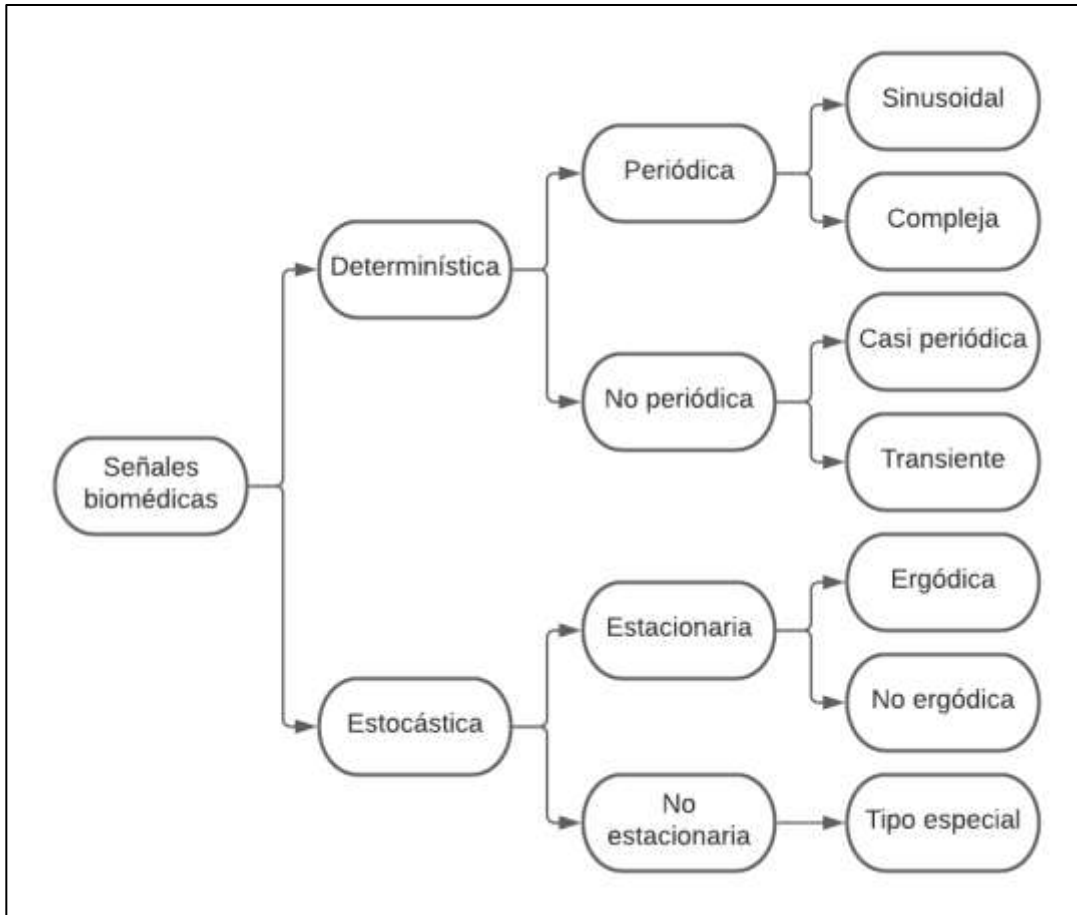 Sinusoidal
Periódica
Compleja
Determinística
Casi periódica
No periódica
Transiente
Señales
biomédicas
Ergódica
Estacionaria
No ergódica
Estocástica
No
estacionaria
Tipo especial